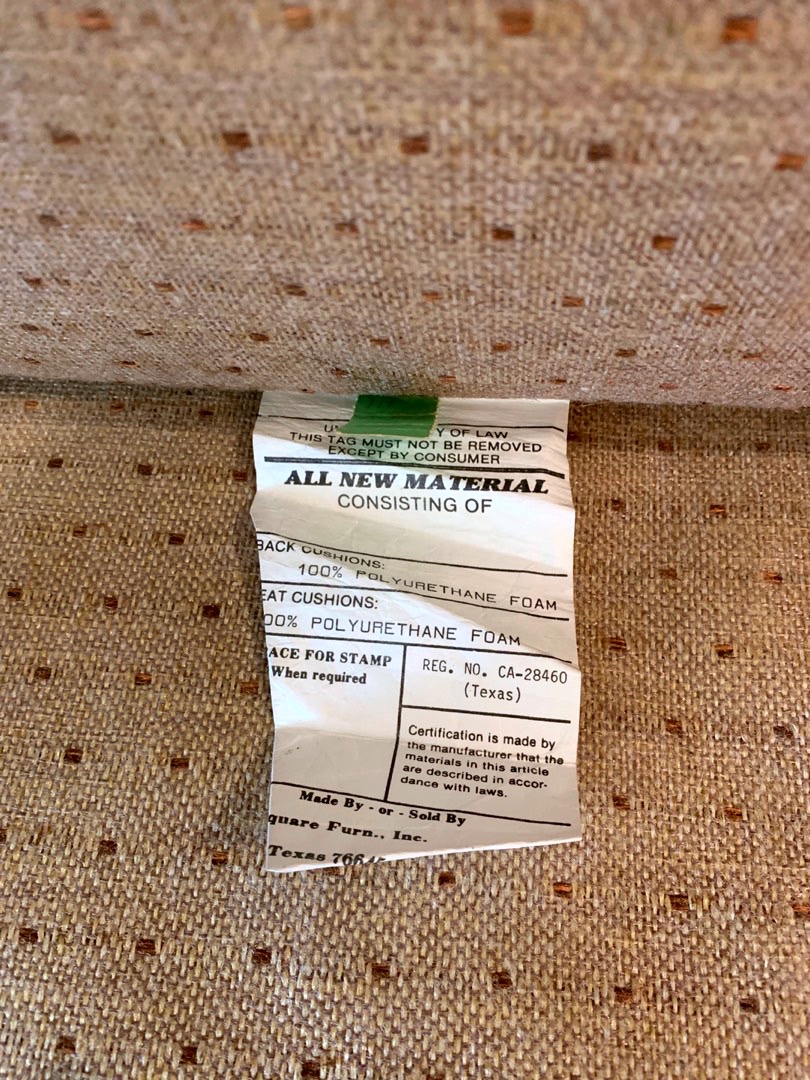 Y OF LAW
THIS TAG MUST NOT BE REMOVED
EXCEPT BY CONSUMER
ALL NEW MATERIAL
CONSISTING OF
BACK CUSHIONS:
100% POLYURETHANE FOAM
EAT CUSHIONS:
00% POLYURETHANE FOAM
ACE FOR STAMP
When required
REG. NO. CA-28460
(Texas)
Certification is made by
the manufacturer that the
materials in this article
are described in accor-
dance with laws.
Made By - or - Sold By
quare Furn., Inc.
Texas